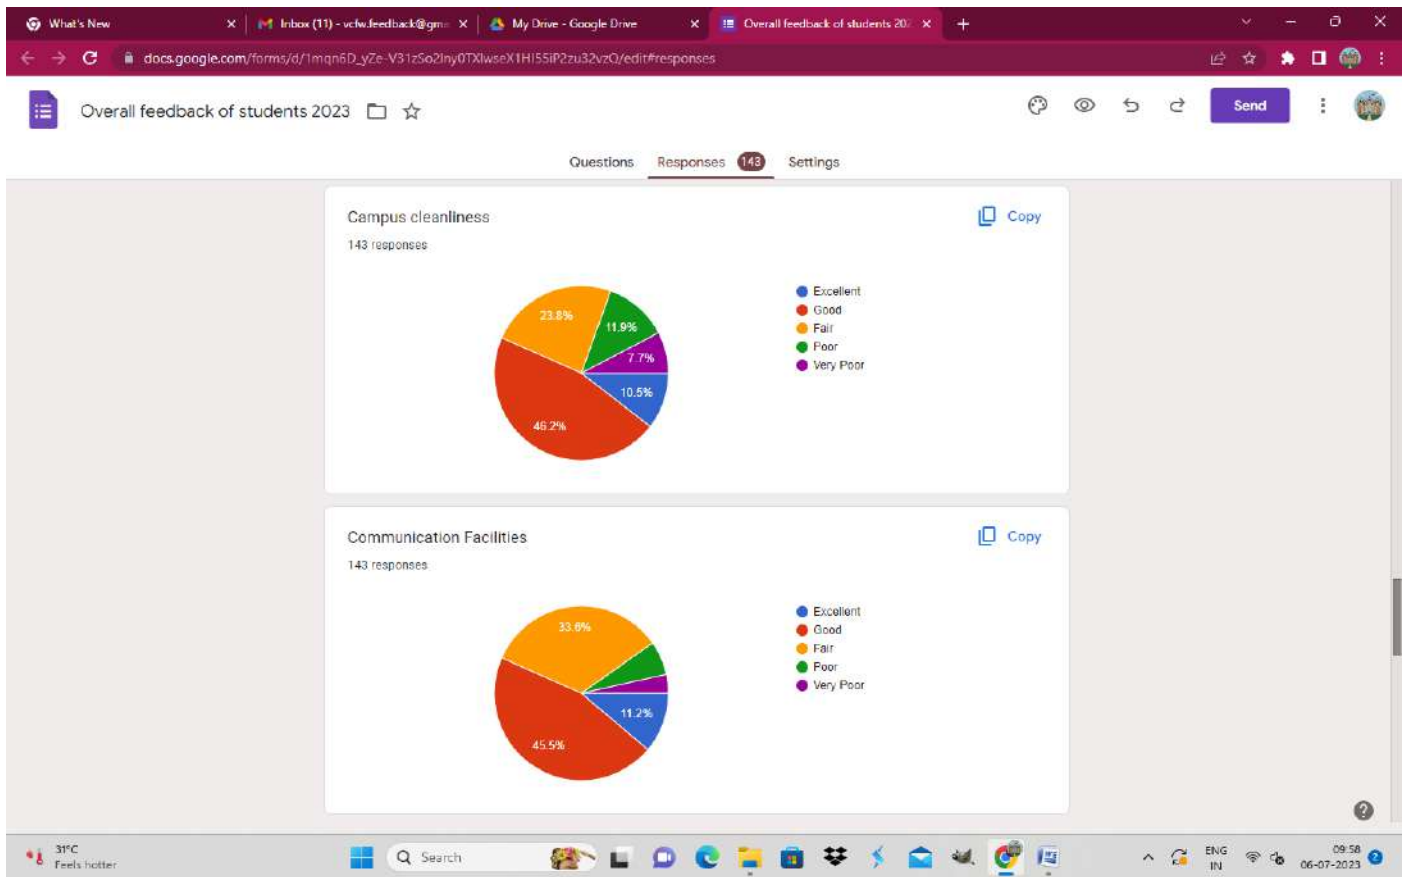 What's New
Inbox (11) - vcfw.feedback@gm
My Drive - Google Drive
Overall feedback of students 202
docs.google.com/forms/d/1mqn6D_yZe-V31zSo2Iny0TXlwseX1HI55iP2zu32vzQ/edit#responses
Overall feedback of students 2023
Send
Questions Responses 143 Settings
Campus cleanliness
Copy
143 responses
23.8%
11.9%
7.7%
10.5%
46.2%
Excellent
Good
Fair
Poor
Very Poor
Communication Facilities
Copy
143 responses
33.6%
11.2%
45.5%
Excellent
Good
Fair
Poor
Very Poor
31°C
Feels hotter
Search
ENG
IN
09:58
06-07-2023
2